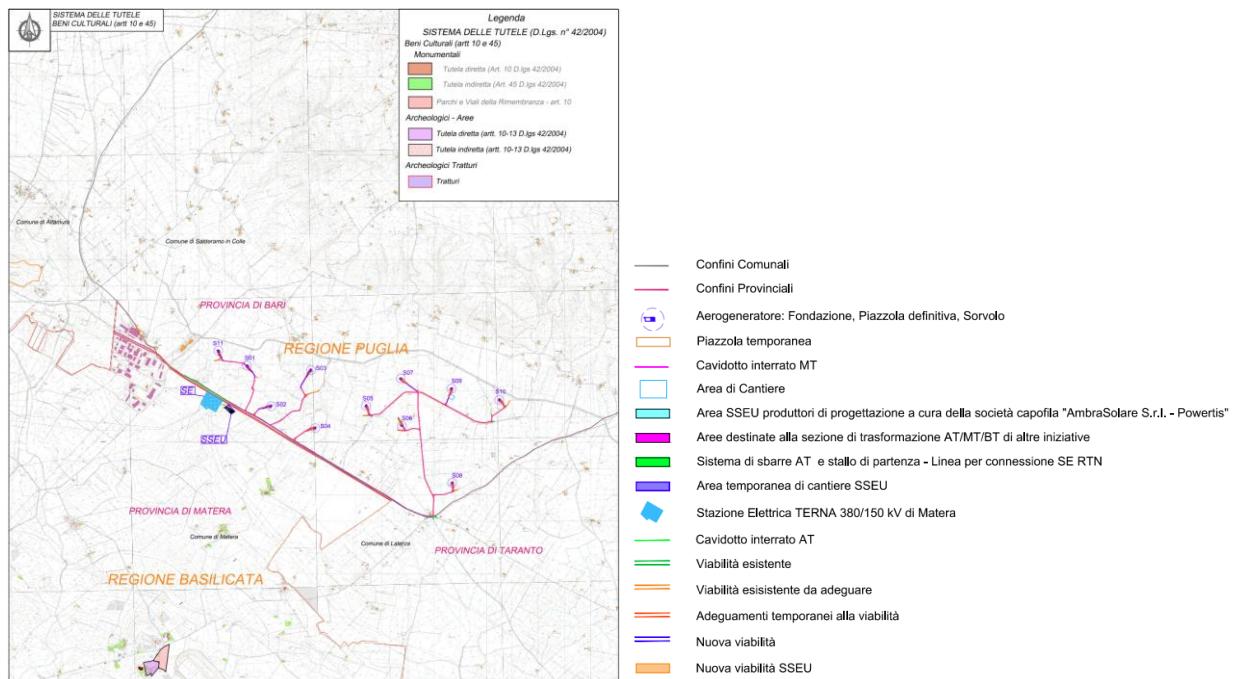 SISTEMA DELLE TUTELE
BENI CULTURALI (artt 10 e 45)
Legenda
SISTEMA DELLE TUTELE (D.Lgs. n° 42/2004)
Beni Culturali (artt 10 e 45)
Monumentali
Tutela diretta (Art. 10 D.lgs 42/2004)
Tutela indiretta (Art. 45 D.lgs 42/2004)
Parchi e Viali della Rimembranza - art. 10
Archeologici - Aree
Tutela diretta (artt. 10-13 D.lgs 42/2004)
Tutela indiretta (artt. 10-13 D.lgs 42/2004)
Archeologici Tratturi
Tratturi
Comune di Altamura
Comune di Santeramo in Colle
PROVINCIA DI BARI
REGIONE PUGLIA
S11
S01
S03
S07
S09
S10
SE
S02
S05
S06
SSEU
S04
S08
PROVINCIA DI MATERA
Comune di Matera
Comune di Laterza
PROVINCIA DI TARANTO
REGIONE BASILICATA
Confini Comunali
Confini Provinciali
Aerogeneratore: Fondazione, Piazzola definitiva, Sorvolo
Piazzola temporanea
Cavidotto interrato MT
Area di Cantiere
Area SSEU produttori di progettazione a cura della società capofila "AmbraSolare S.r.l. - Powertis"
Aree destinate alla sezione di trasformazione AT/MT/BT di altre iniziative
Sistema di sbarre AT e stallo di partenza - Linea per connessione SE RTN
Area temporanea di cantiere SSEU
Stazione Elettrica TERNA 380/150 kV di Matera
Cavidotto interrato AT
Viabilità esistente
Viabilità esisistente da adeguare
Adeguamenti temporanei alla viabilità
Nuova viabilità
Nuova viabilità SSEU